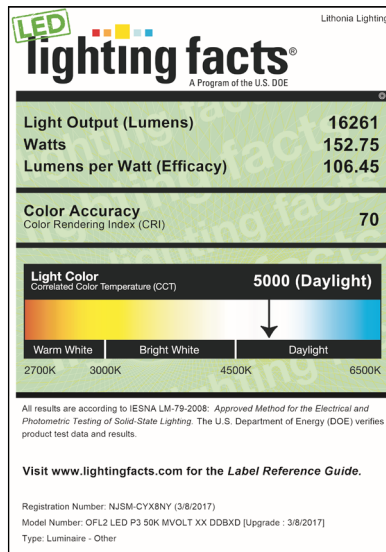 LED
Lithonia Lighting
lighting facts®
A Program of the U.S. DOE
Light Output (Lumens) 16261
Watts 152.75
Lumens per Watt (Efficacy) 106.45
Color Accuracy
Color Rendering Index (CRI) 70
Light Color
Correlated Color Temperature (CCT) 5000 (Daylight)
Warm White Bright White Daylight
2700K 3000K 4500K 6500K
All results are according to IESNA LM-79-2008: Approved Method for the Electrical and
Photometric Testing of Solid-State Lighting. The U.S. Department of Energy (DOE) verifies
product test data and results.
Visit www.lightingfacts.com for the Label Reference Guide.
Registration Number: NJSM-CYX8NY (3/8/2017)
Model Number: OFL2 LED P3 50K MVOLT XX DDBXD [Upgrade : 3/8/2017]
Type: Luminaire - Other